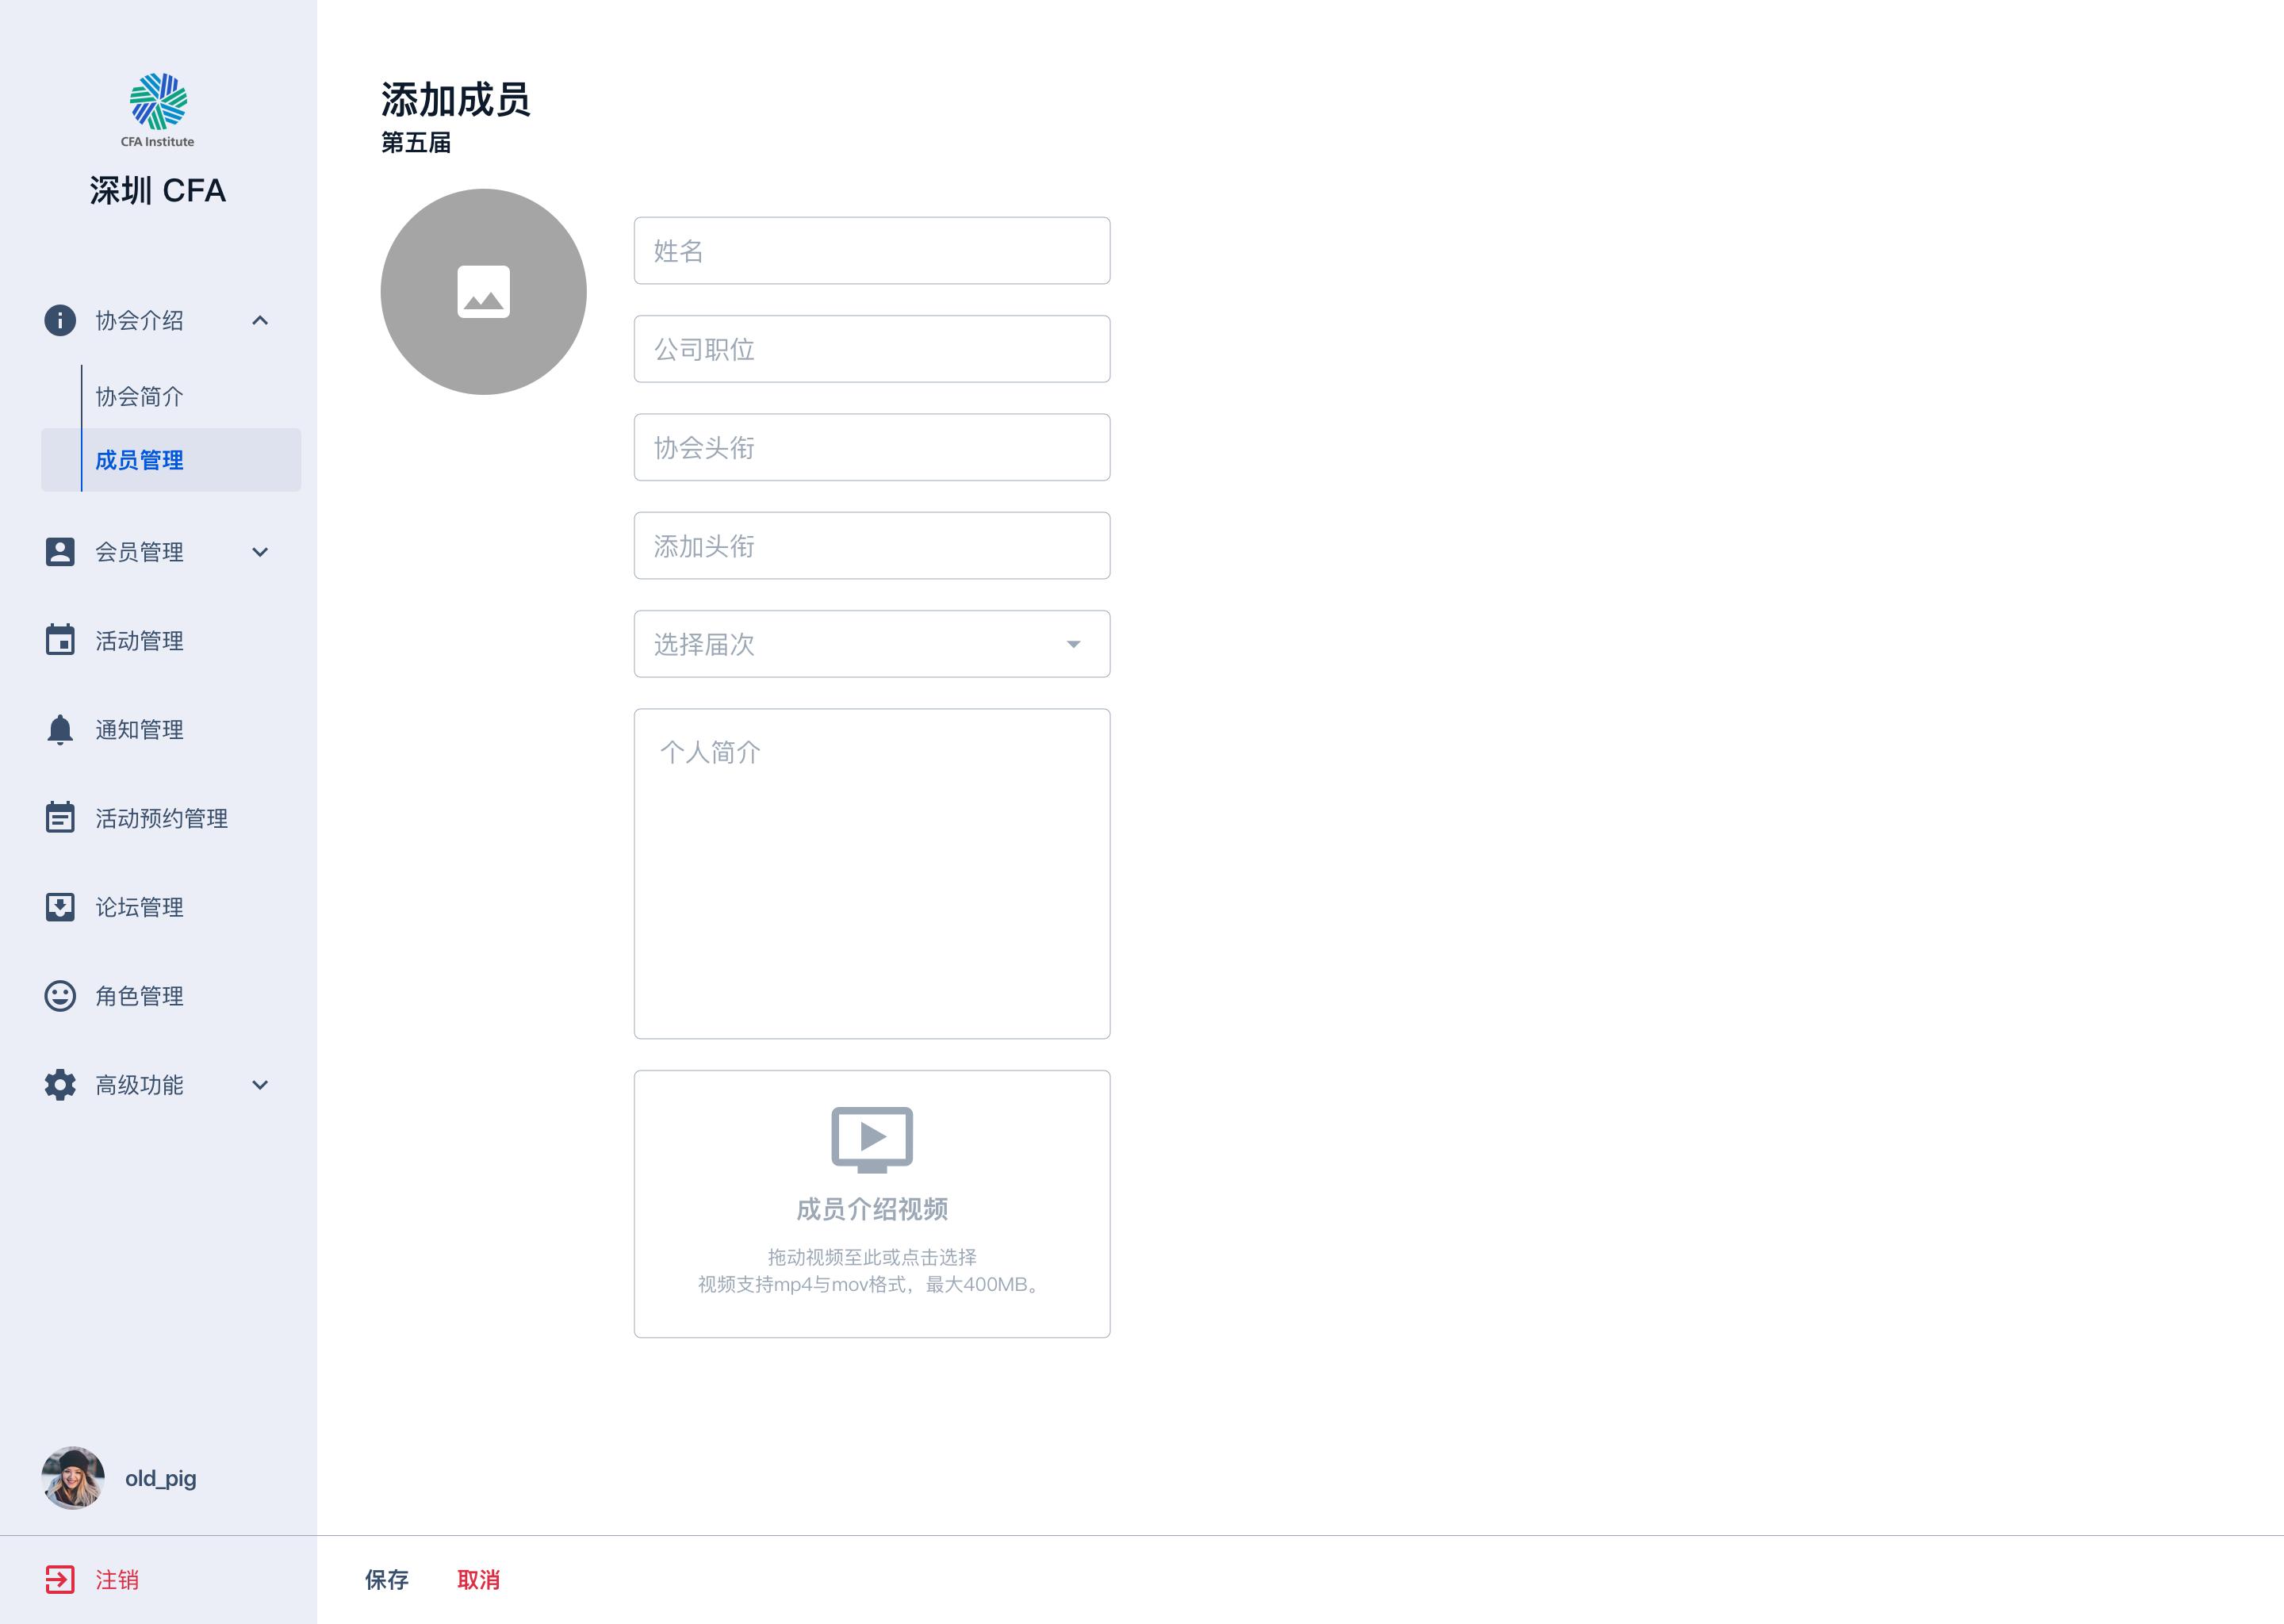 CFA Institute
深圳 CFA
协会介绍
协会简介
成员管理
会员管理
活动管理
通知管理
活动预约管理
论坛管理
角色管理
高级功能
old_pig
注销
添加成员
第五届
姓名
公司职位
协会头衔
添加头衔
选择届次
个人简介
成员介绍视频
拖动视频至此或点击选择
视频支持mp4与mov格式，最大400MB。
保存
取消